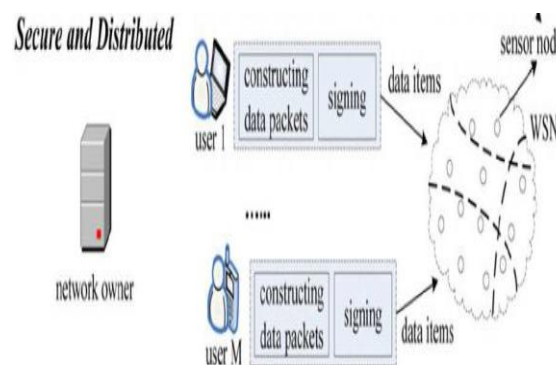 Secure and Distributed
sensor nod
constructing
data packets
signing
data items
user 1
WSN
......
network owner
constructing
data packets
signing
data items
user M